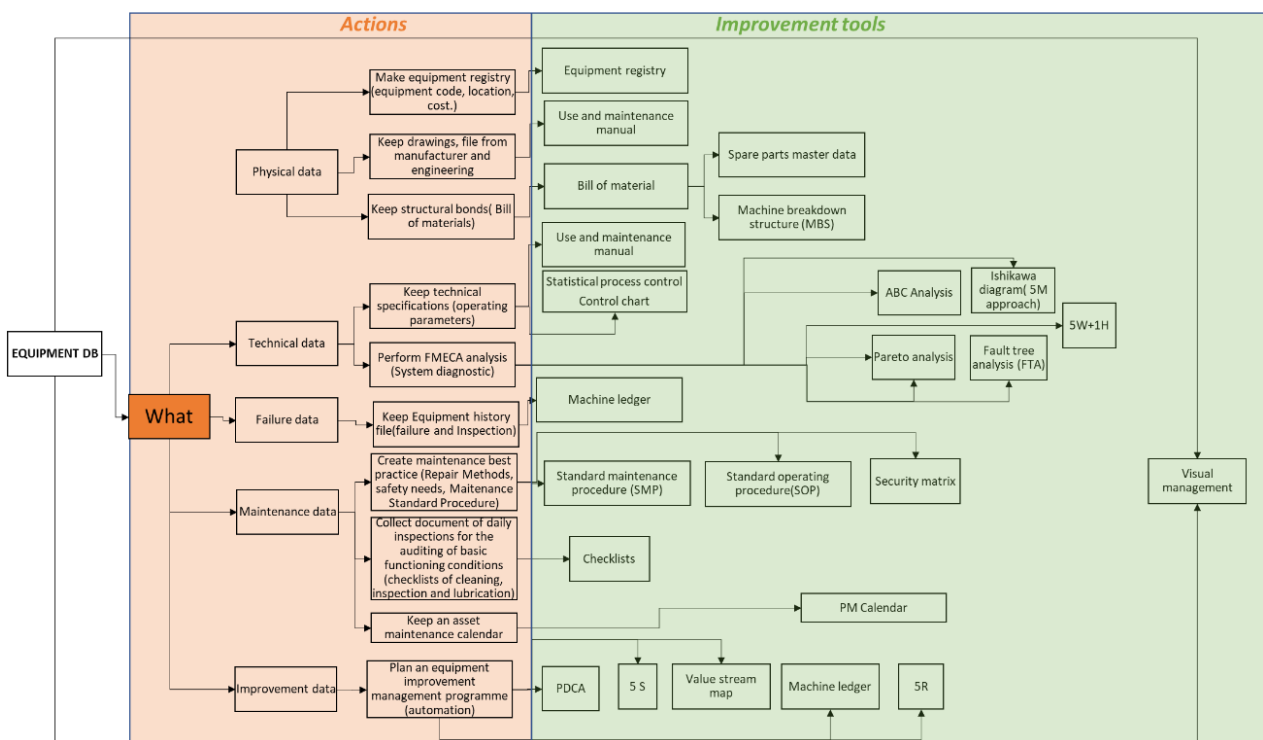 Actions
Improvement tools
Make equipment registry
(equipment code, location,
cost.)
Equipment registry
Keep drawings, file from
manufacturer and
engineering
Use and maintenance
manual
Physical data
Spare parts master data
Keep structural bonds( Bill
of materials)
Bill of material
Machine breakdown
structure (MBS)
Use and maintenance
manual
Keep technical
specifications (operating
parameters)
Statistical process control
Control chart
ABC Analysis
Ishikawa
diagram( 5M
approach)
5W+1H
EQUIPMENT DB
Technical data
Perform FMECA analysis
(System diagnostic)
Pareto analysis
Fault tree
analysis (FTA)
What
Failure data
Keep Equipment history
file(failure and Inspection)
Machine ledger
Create maintenance best
practice (Repair Methods,
safety needs, Maitenance
Standard Procedure)
Standard maintenance
procedure (SMP)
Standard operating
procedure(SOP)
Security matrix
Visual
management
Maintenance data
Collect document of daily
inspections for the
auditing of basic
functioning conditions
(checklists of cleaning,
inspection and lubrication)
Checklists
Keep an asset
maintenance calendar
PM Calendar
Improvement data
Plan an equipment
improvement
management programme
(automation)
PDCA
5 S
Value stream
map
Machine ledger
5R